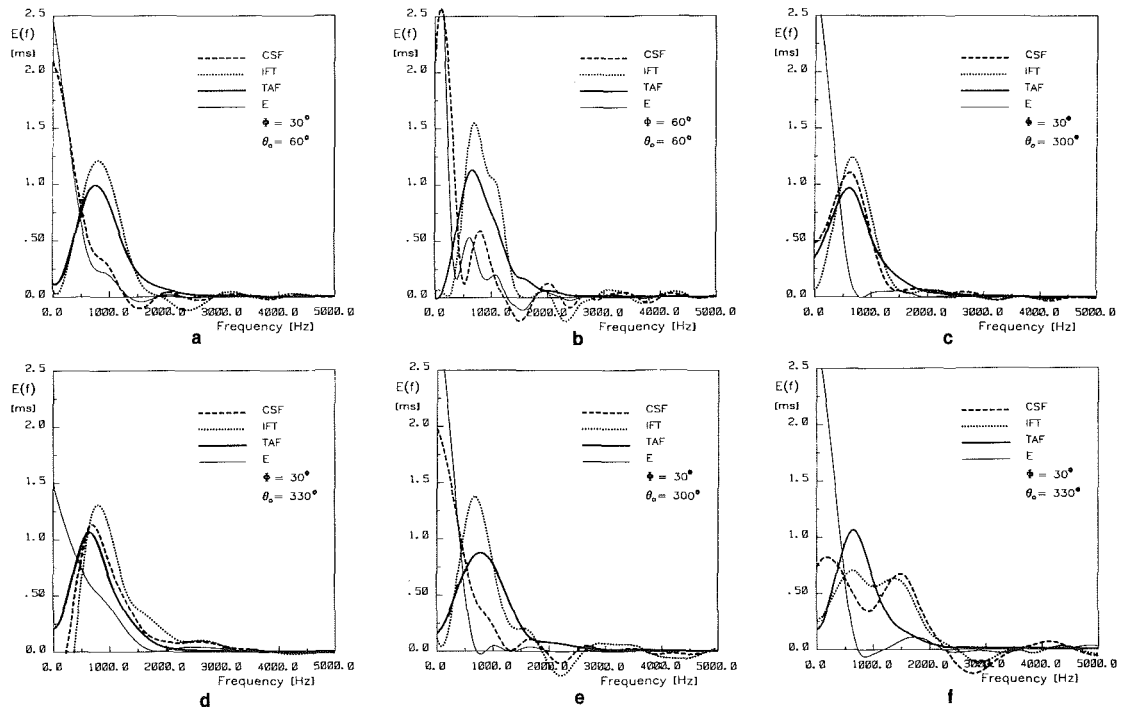 2.5
E(f)
[ms]
2.0
1.5
1.0
.50
0.0
CSF
IFT
TAF
E
Φ = 30°
θₒ = 60°
0.0 1000.0 2000.0 3000.0 4000.0 5000.0
Frequency [Hz]
a
2.5
E(f)
[ms]
2.0
1.5
1.0
.50
0.0
CSF
IFT
TAF
E
Φ = 60°
θₒ = 60°
0.0 1000.0 2000.0 3000.0 4000.0 5000.0
Frequency [Hz]
b
2.5
E(f)
[ms]
2.0
1.5
1.0
.50
0.0
CSF
IFT
TAF
E
Φ = 30°
θₒ = 300°
0.0 1000.0 2000.0 3000.0 4000.0 5000.0
Frequency [Hz]
c
2.5
E(f)
[ms]
2.0
1.5
1.0
.50
0.0
CSF
IFT
TAF
E
Φ = 30°
θₒ = 330°
0.0 1000.0 2000.0 3000.0 4000.0 5000.0
Frequency [Hz]
d
2.5
E(f)
[ms]
2.0
1.5
1.0
.50
0.0
CSF
IFT
TAF
E
Φ = 30°
θₒ = 300°
0.0 1000.0 2000.0 3000.0 4000.0 5000.0
Frequency [Hz]
e
2.5
E(f)
[ms]
2.0
1.5
1.0
.50
0.0
CSF
IFT
TAF
E
Φ = 30°
θₒ = 330°
0.0 1000.0 2000.0 3000.0 4000.0 5000.0
Frequency [Hz]
f